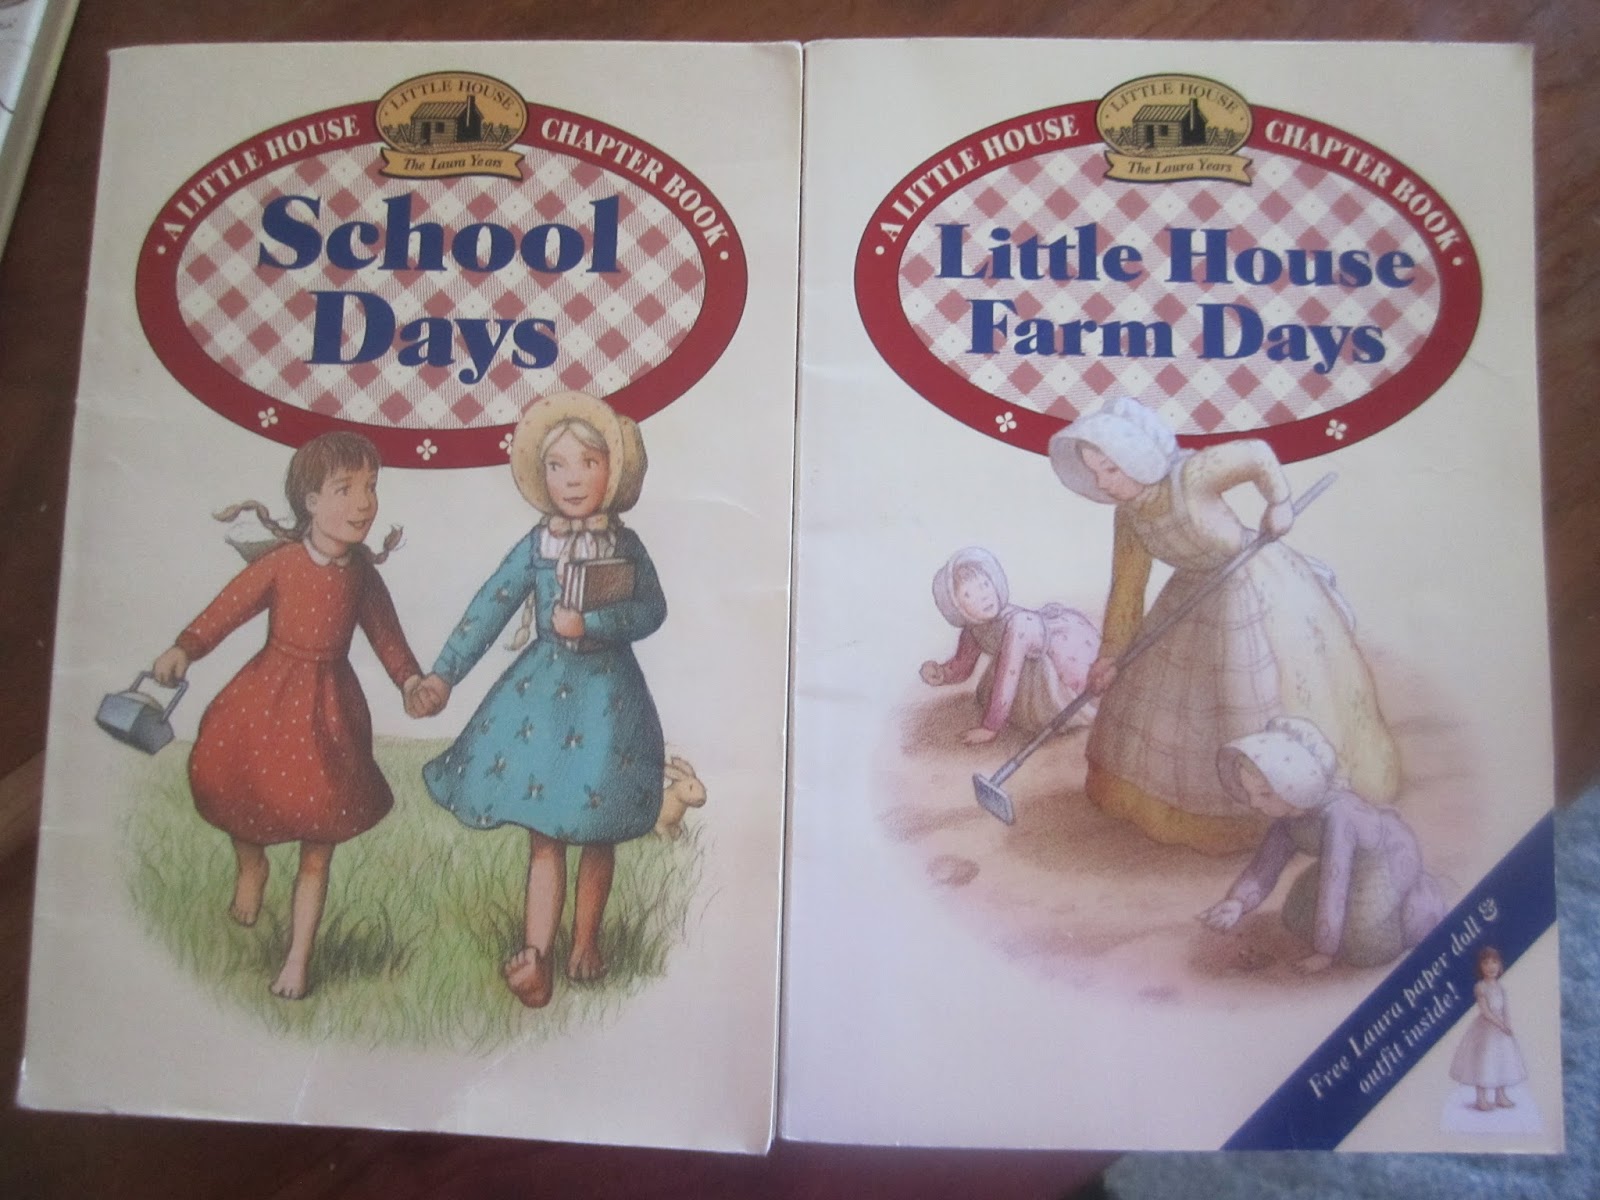 A LITTLE HOUSE CHAPTER BOOK
LITTLE HOUSE
The Laura Years
School
Days
A LITTLE HOUSE CHAPTER BOOK
LITTLE HOUSE
The Laura Years
Little House
Farm Days
Free Laura paper doll &
outfit inside!